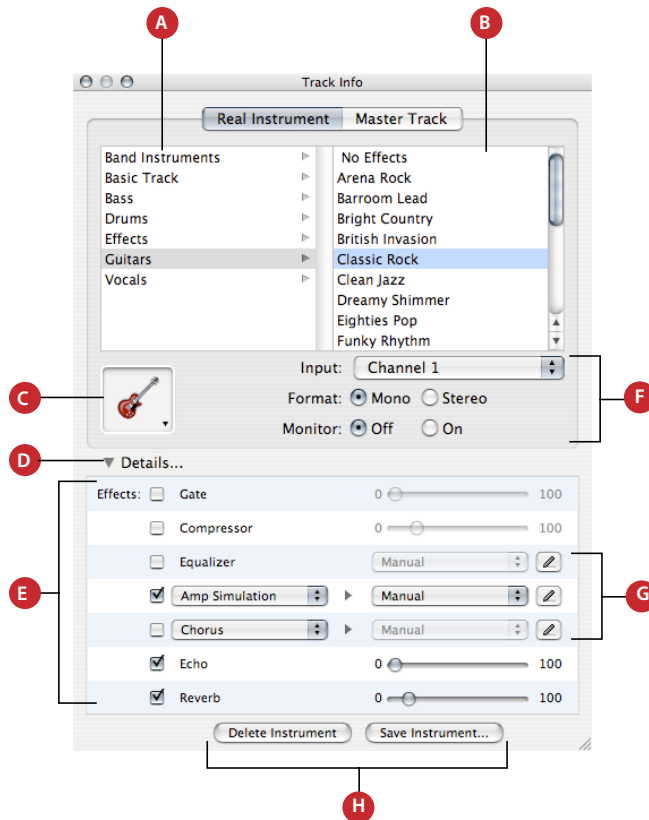 A
B
Track Info
Real Instrument Master Track
Band Instruments
Basic Track
Bass
Drums
Effects
Guitars
Vocals
No Effects
Arena Rock
Barroom Lead
Bright Country
British Invasion
Classic Rock
Clean Jazz
Dreamy Shimmer
Eighties Pop
Funky Rhythm
C
Input: Channel 1
Format: Mono Stereo
Monitor: Off On
F
D
Details...
E
Effects: Gate 0 100
Compressor 0 100
Equalizer Manual
Amp Simulation Manual
Chorus Manual
Echo 0 100
Reverb 0 100
G
Delete Instrument Save Instrument...
H